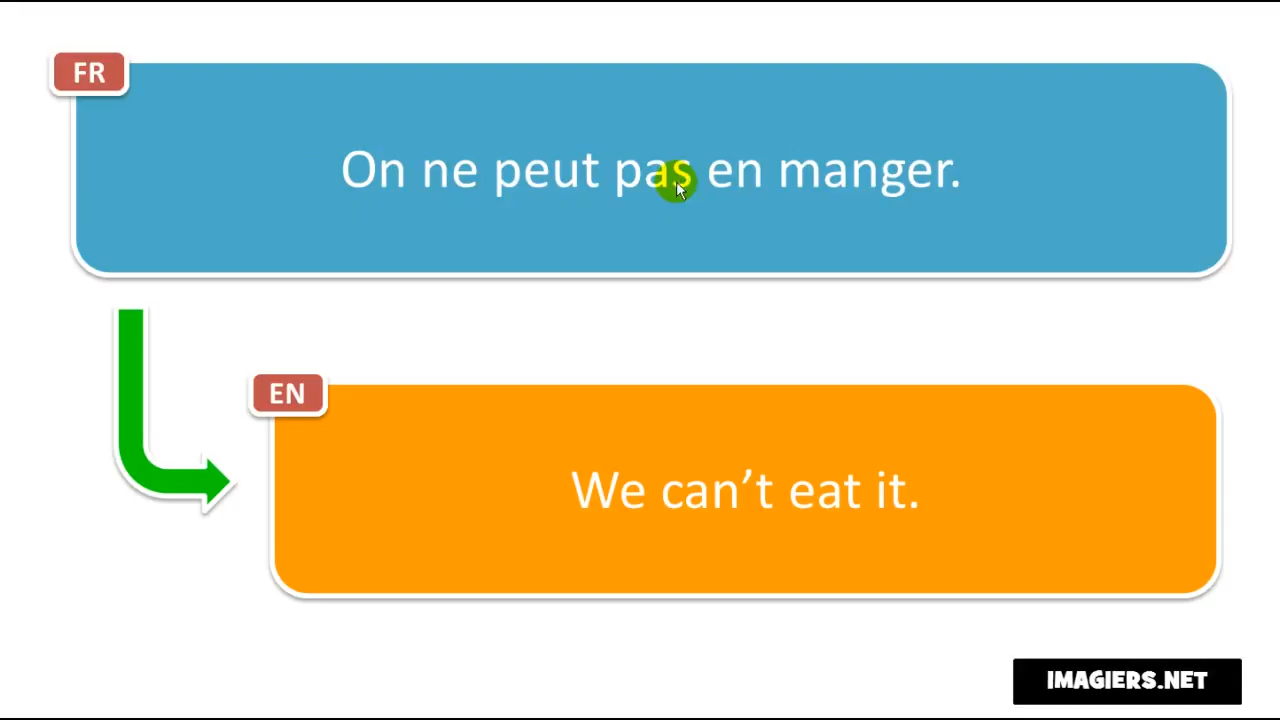 FR
On ne peut pas en manger.
EN
We can’t eat it.
IMAGIERS.NET